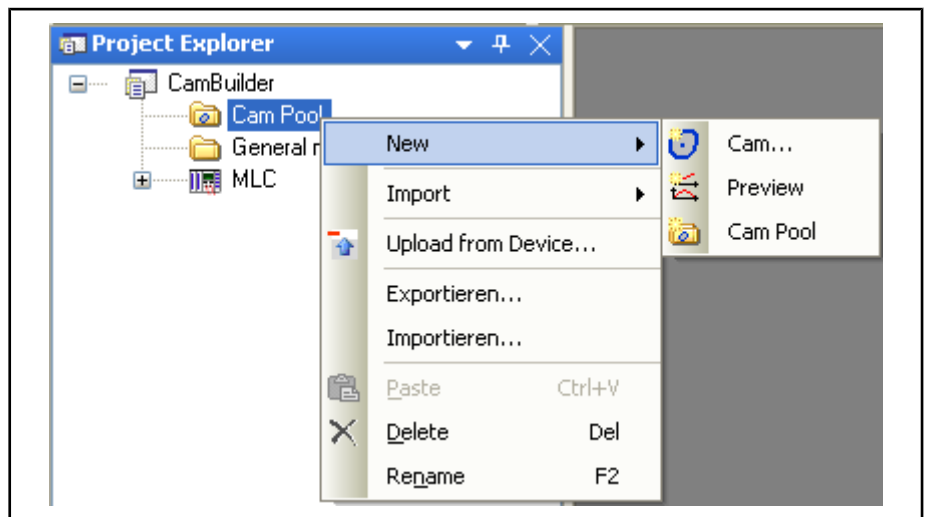 Project Explorer
CamBuilder
Cam Pool
General
MLC
New
Import
Upload from Device...
Exportieren...
Importieren...
Paste Ctrl+V
Delete Del
Rename F2
Cam...
Preview
Cam Pool